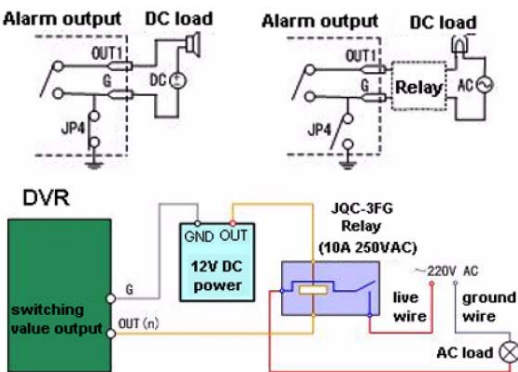 Alarm output DC load
OUT1
G
DC
JP4
Alarm output DC load
OUT1
G
Relay
AC
JP4
DVR
switching
value output
G
OUT (n)
GND OUT
12V DC
power
JQC-3FG
Relay
(10A 250VAC)
~220V AC
live
wire
ground
wire
AC load